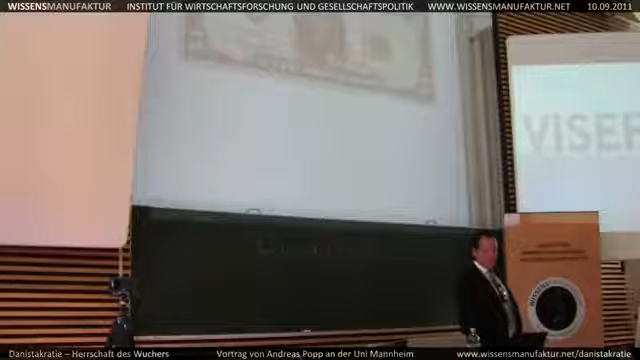 WISSENSMANUFAKTUR INSTITUT FÜR WIRTSCHAFTSFORSCHUNG UND GESELLSCHAFTSPOLITIK WWW.WISSENSMANUFAKTUR.NET 10.09.2011
VISER
WISSENS
Danistakratie – Herrschaft des Wuchers Vortrag von Andreas Popp an der Uni Mannheim www.wissensmanufaktur.net/danistakratie